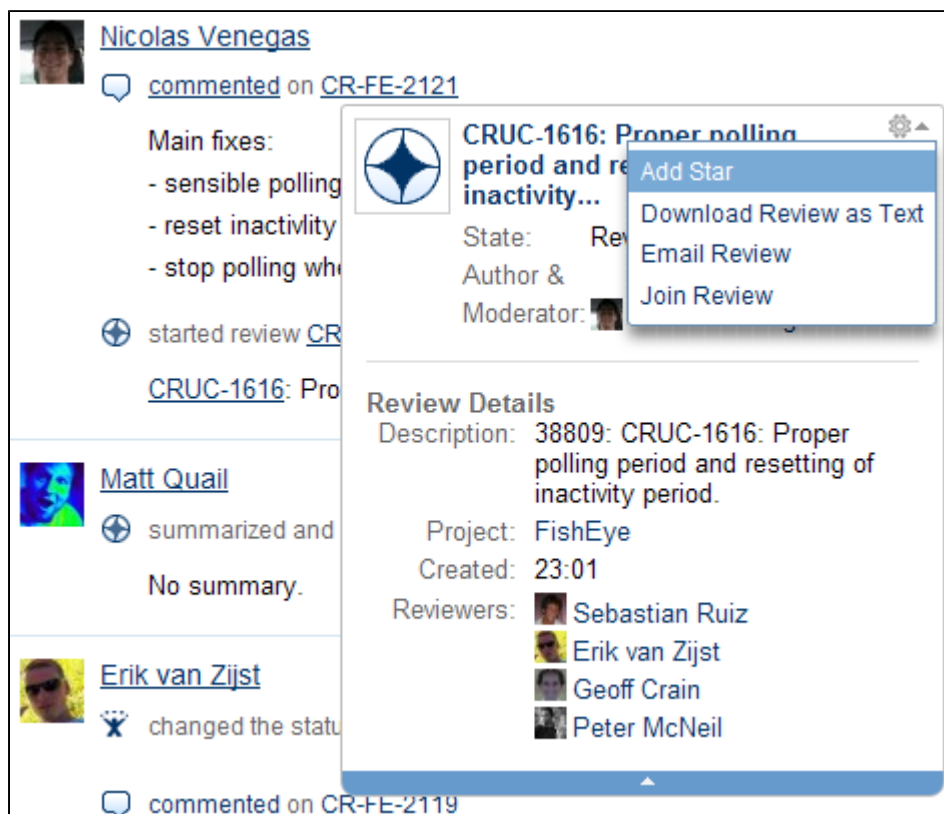 Nicolas Venegas
commented on CR-FE-2121
Main fixes:
- sensible polling
- reset inactivlity
- stop polling whe
started review CR
CRUC-1616: Pro
Matt Quail
summarized and
No summary.
Erik van Zijst
changed the statu
commented on CR-FE-2119
CRUC-1616: Proper polling
period and re
inactivity...
State: Rev
Author &
Moderator:
Add Star
Download Review as Text
Email Review
Join Review
Review Details
Description: 38809: CRUC-1616: Proper
polling period and resetting of
inactivity period.
Project: FishEye
Created: 23:01
Reviewers: Sebastian Ruiz
Erik van Zijst
Geoff Crain
Peter McNeil